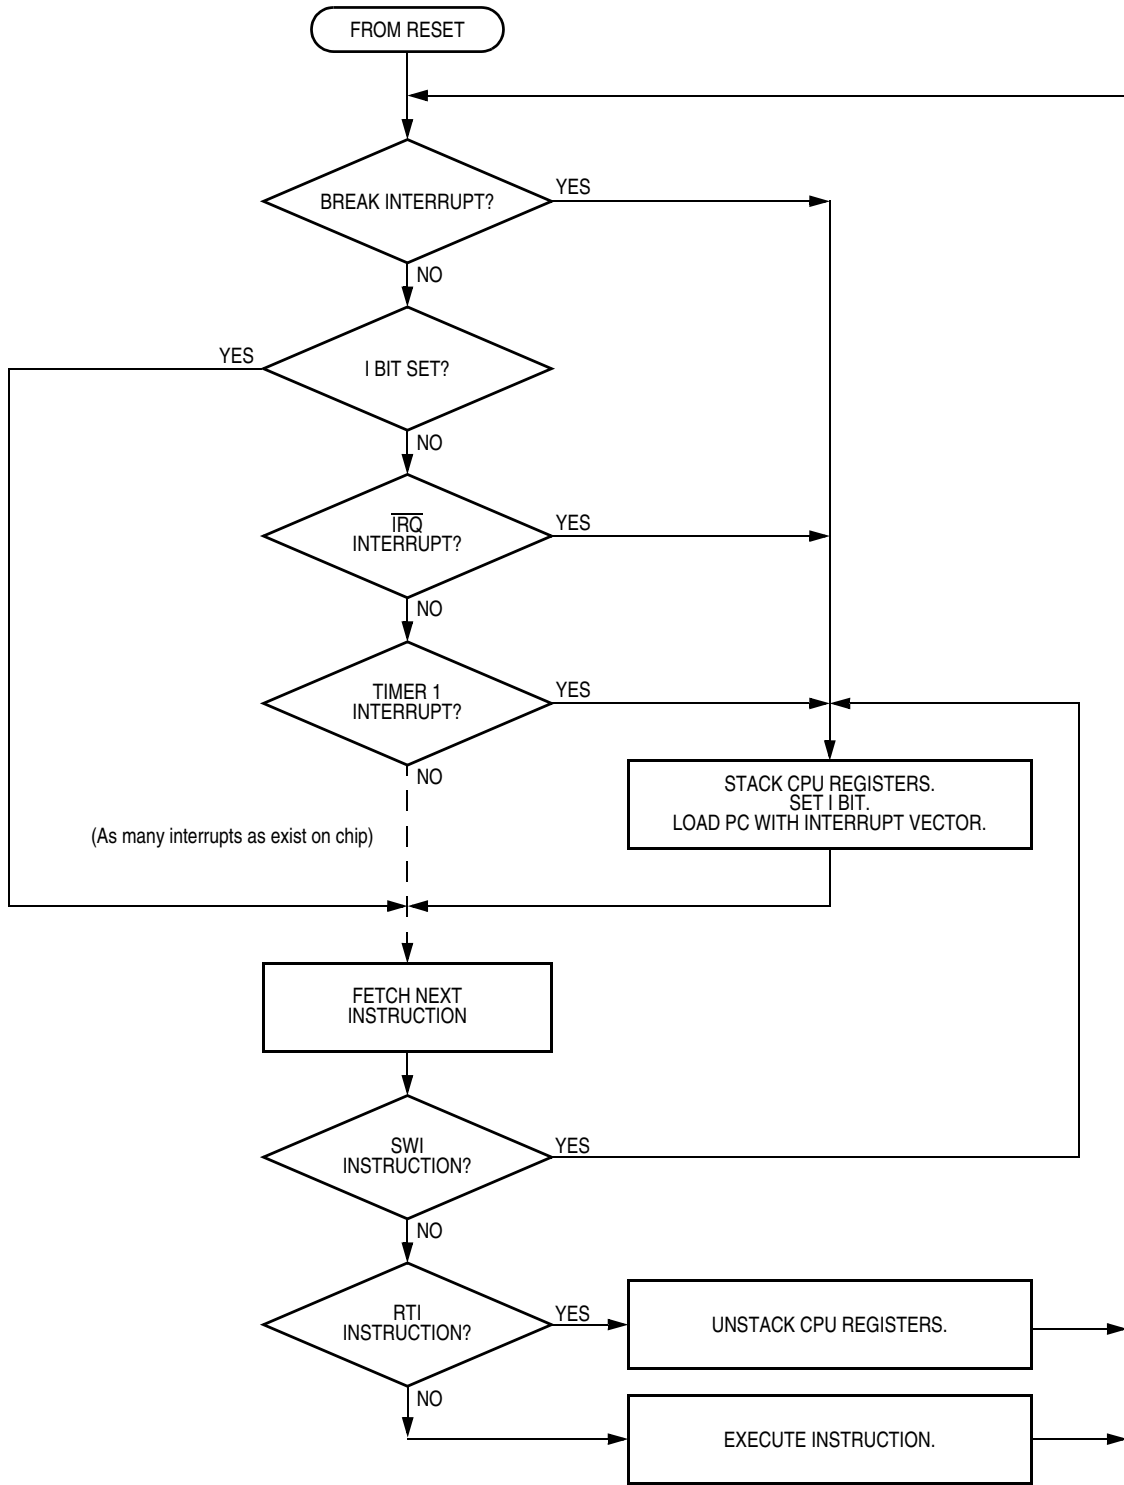 FROM RESET
BREAK INTERRUPT?
YES
NO
YES
I BIT SET?
NO
IRQ
INTERRUPT?
YES
NO
TIMER 1
INTERRUPT?
YES
NO
STACK CPU REGISTERS.
SET I BIT.
LOAD PC WITH INTERRUPT VECTOR.
(As many interrupts as exist on chip)
FETCH NEXT
INSTRUCTION
SWI
INSTRUCTION?
YES
NO
RTI
INSTRUCTION?
YES
UNSTACK CPU REGISTERS.
NO
EXECUTE INSTRUCTION.